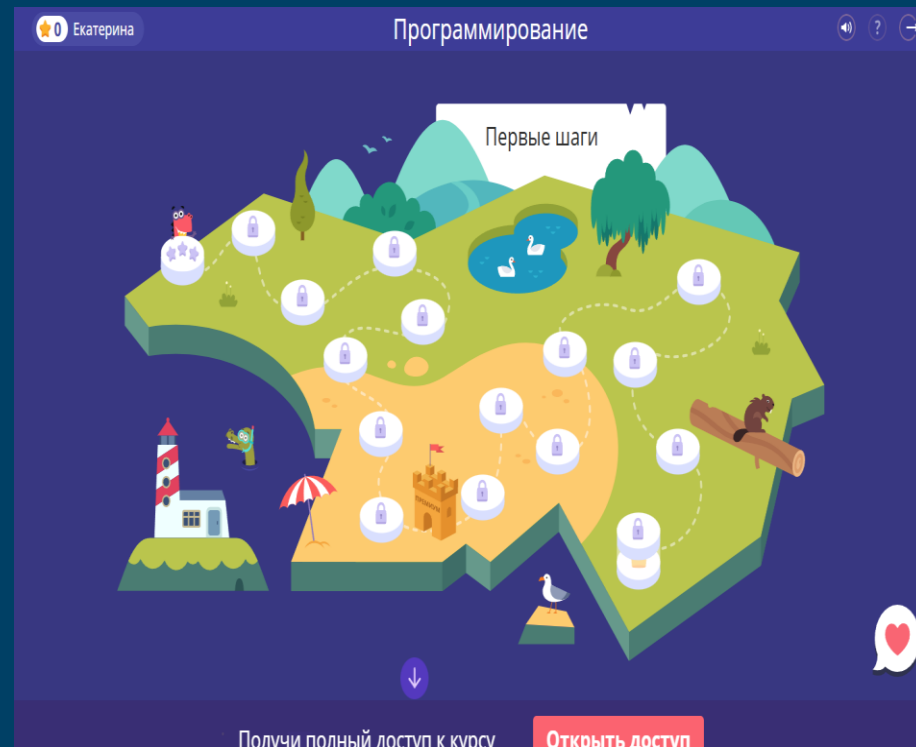 0 Екатерина
Программирование
?
Первые шаги
Получи полный доступ к курсу
Открыть доступ